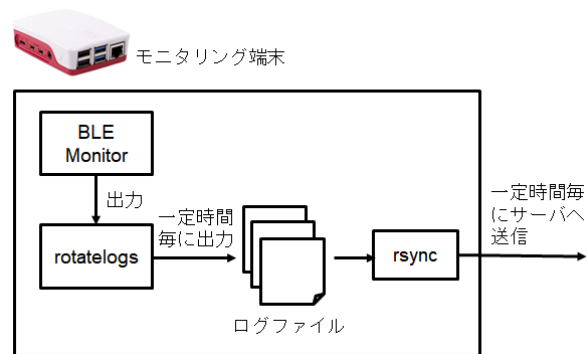 モニタリング端末
BLE
Monitor
出力
一定時間
毎に出力
rotatelogs
ログファイル
rsync
一定時間毎
にサーバへ
送信